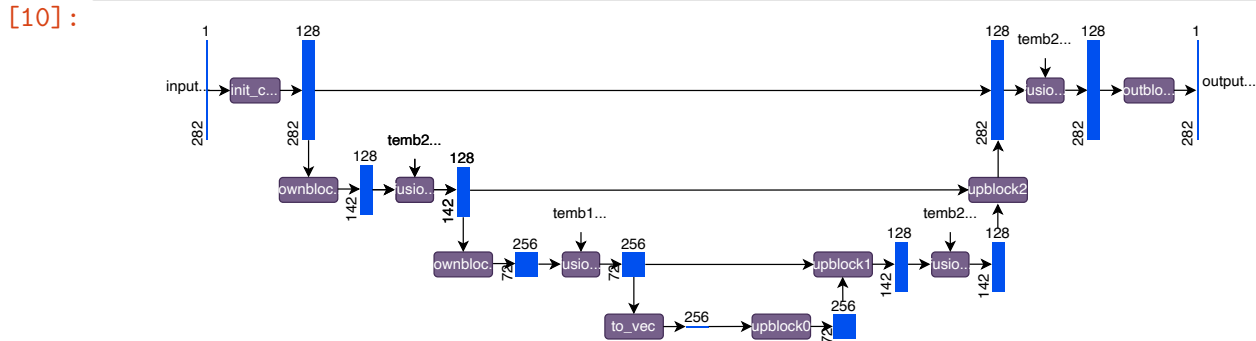 [10]:
1
128
128
temb2...
128
1
input...
init_c...
usio...
outblo...
output...
282
282
282
282
282
128
temb2...
128
ownbloc.
usio...
upblock2
142
142
temb1...
temb2...
256
256
128
128
ownbloc.
usio...
upblock1
usio...
72
72
142
142
256
256
to_vec
upblock0
72